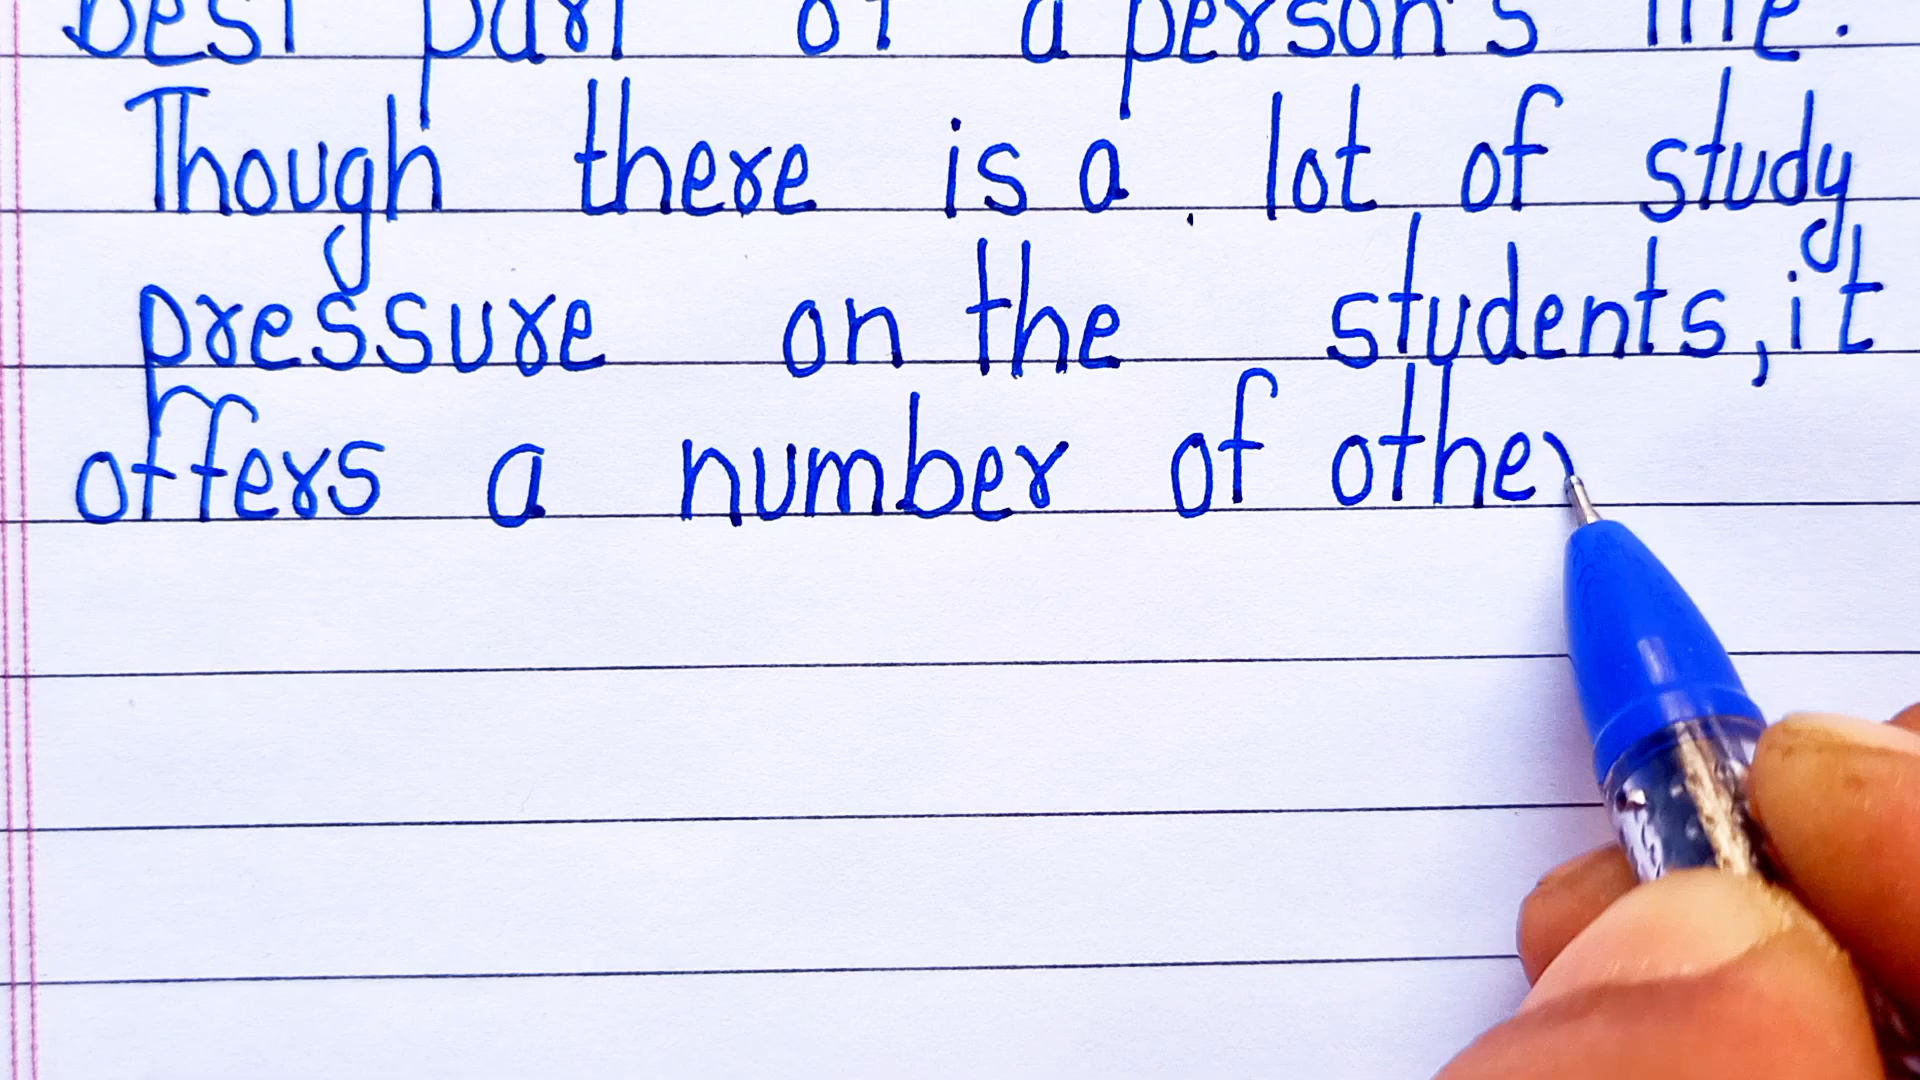 best part of a person's life.
Though there is a lot of study
pressure on the students, it
offers a number of other